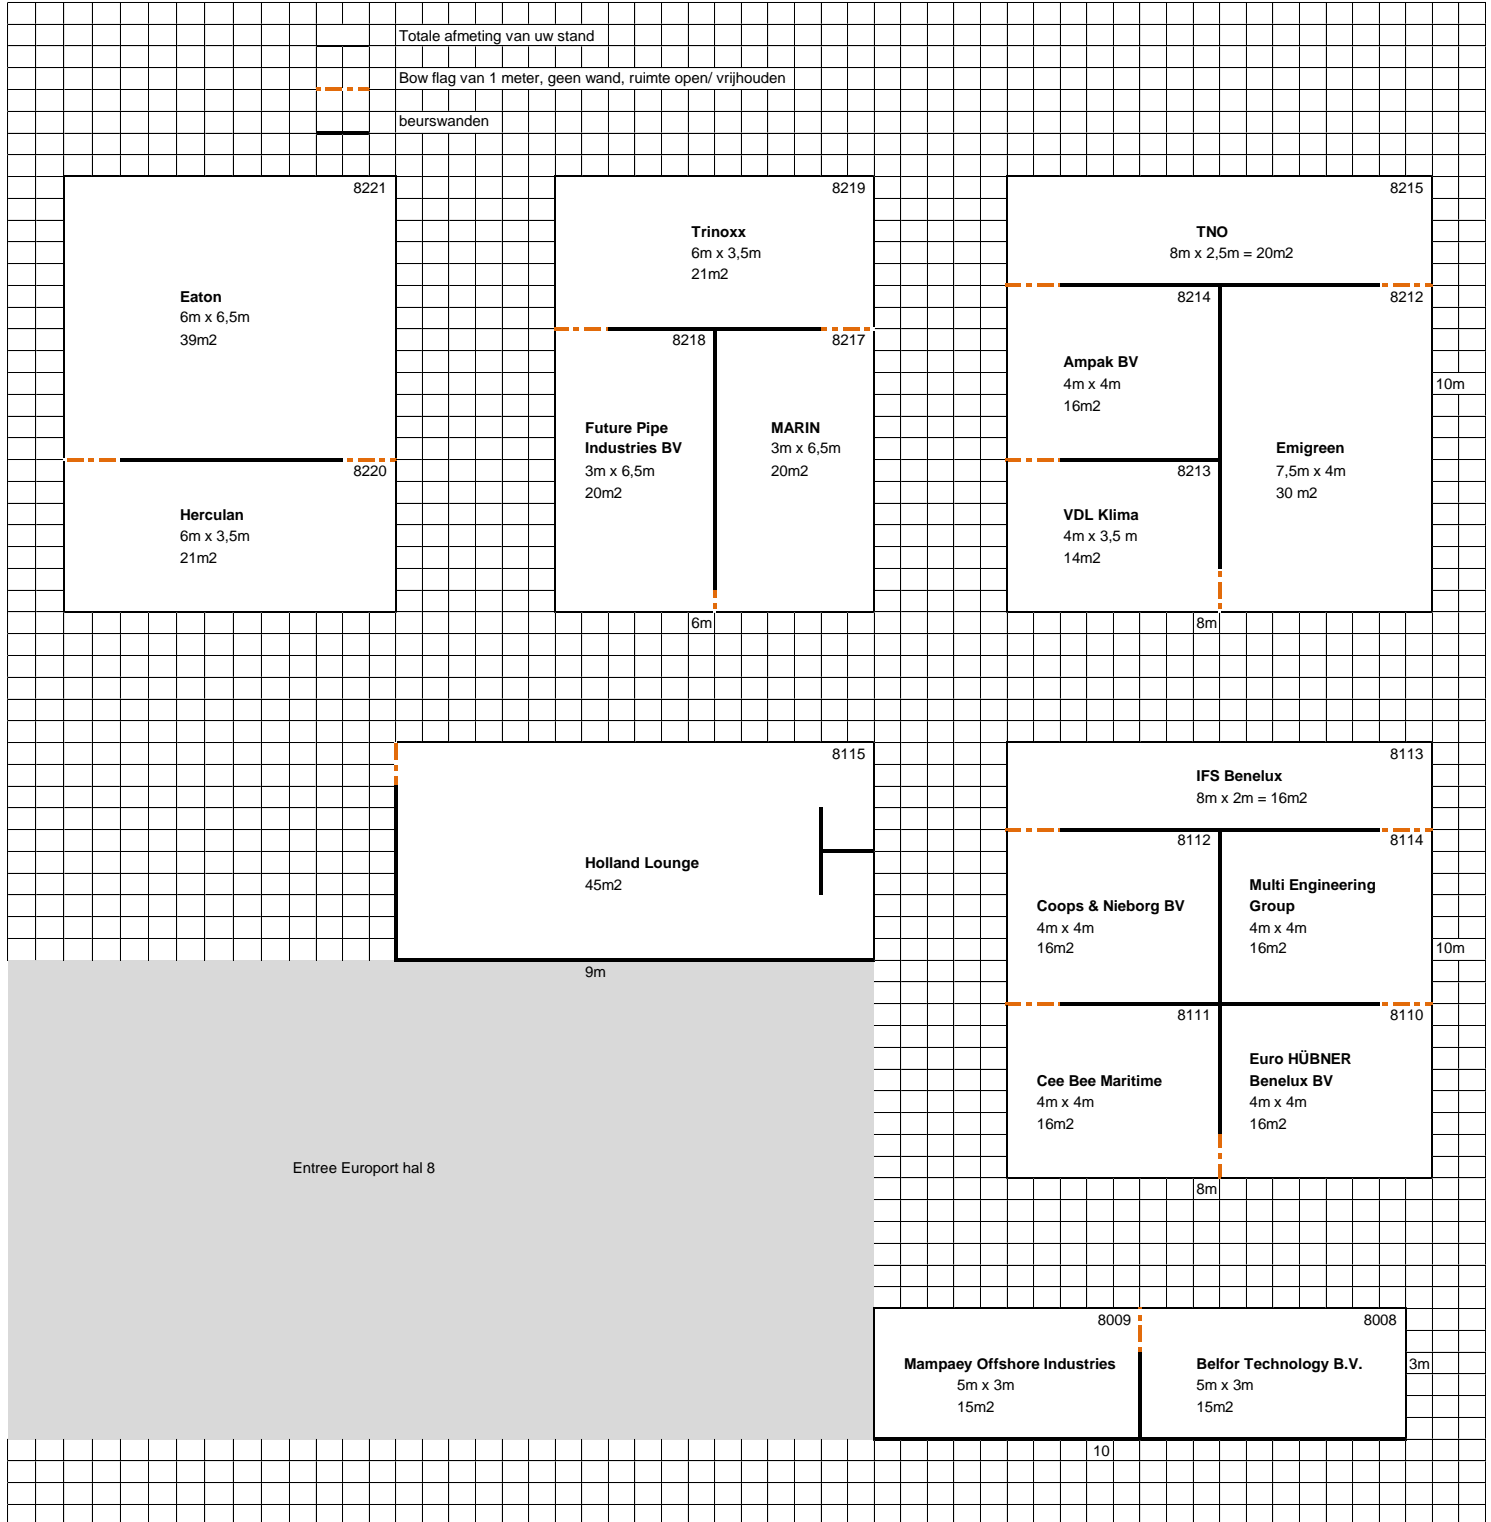 Totale afmeting van uw stand
Bow flag van 1 meter, geen wand, ruimte open/ vrijhouden
beurswanden
8221
Eaton
6m x 6,5m
39m2
8220
Herculan
6m x 3,5m
21m2
8219
Trinoxx
6m x 3,5m
21m2
8218
Future Pipe
Industries BV
3m x 6,5m
20m2
8217
MARIN
3m x 6,5m
20m2
6m
8215
TNO
8m x 2,5m = 20m2
8214
Ampak BV
4m x 4m
16m2
8212
Emigreen
7,5m x 4m
30 m2
8213
VDL Klima
4m x 3,5 m
14m2
10m
8m
8115
Holland Lounge
45m2
9m
8113
IFS Benelux
8m x 2m = 16m2
8112
Coops & Nieborg BV
4m x 4m
16m2
8114
Multi Engineering
Group
4m x 4m
16m2
10m
8111
Cee Bee Maritime
4m x 4m
16m2
8110
Euro HÜBNER
Benelux BV
4m x 4m
16m2
8m
Entree Europort hal 8
8009
Mampaey Offshore Industries
5m x 3m
15m2
8008
Belfor Technology B.V.
5m x 3m
15m2
3m
10